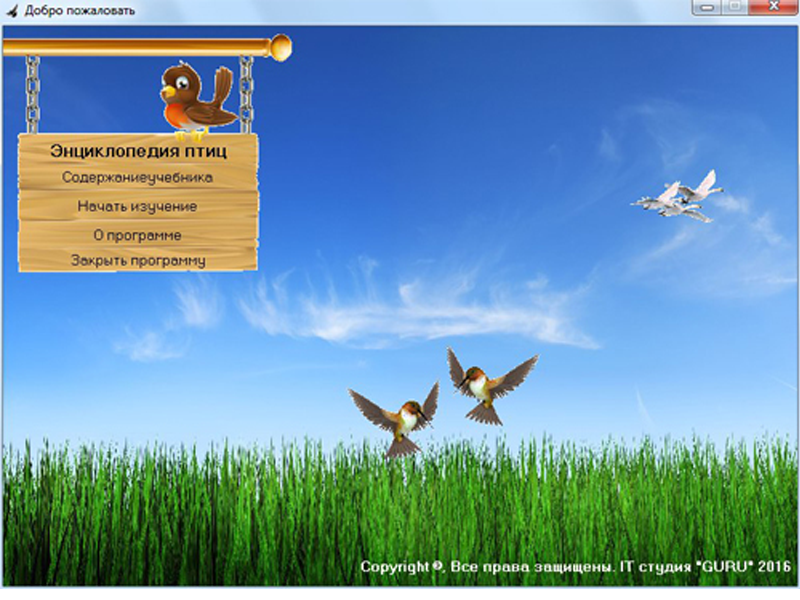 Добро пожаловать
Энциклопедия птиц
Содержаниеучебника
Начать изучение
О программе
Закрыть программу
Copyright ©, Все права защищены. IT студия "GURU" 2016